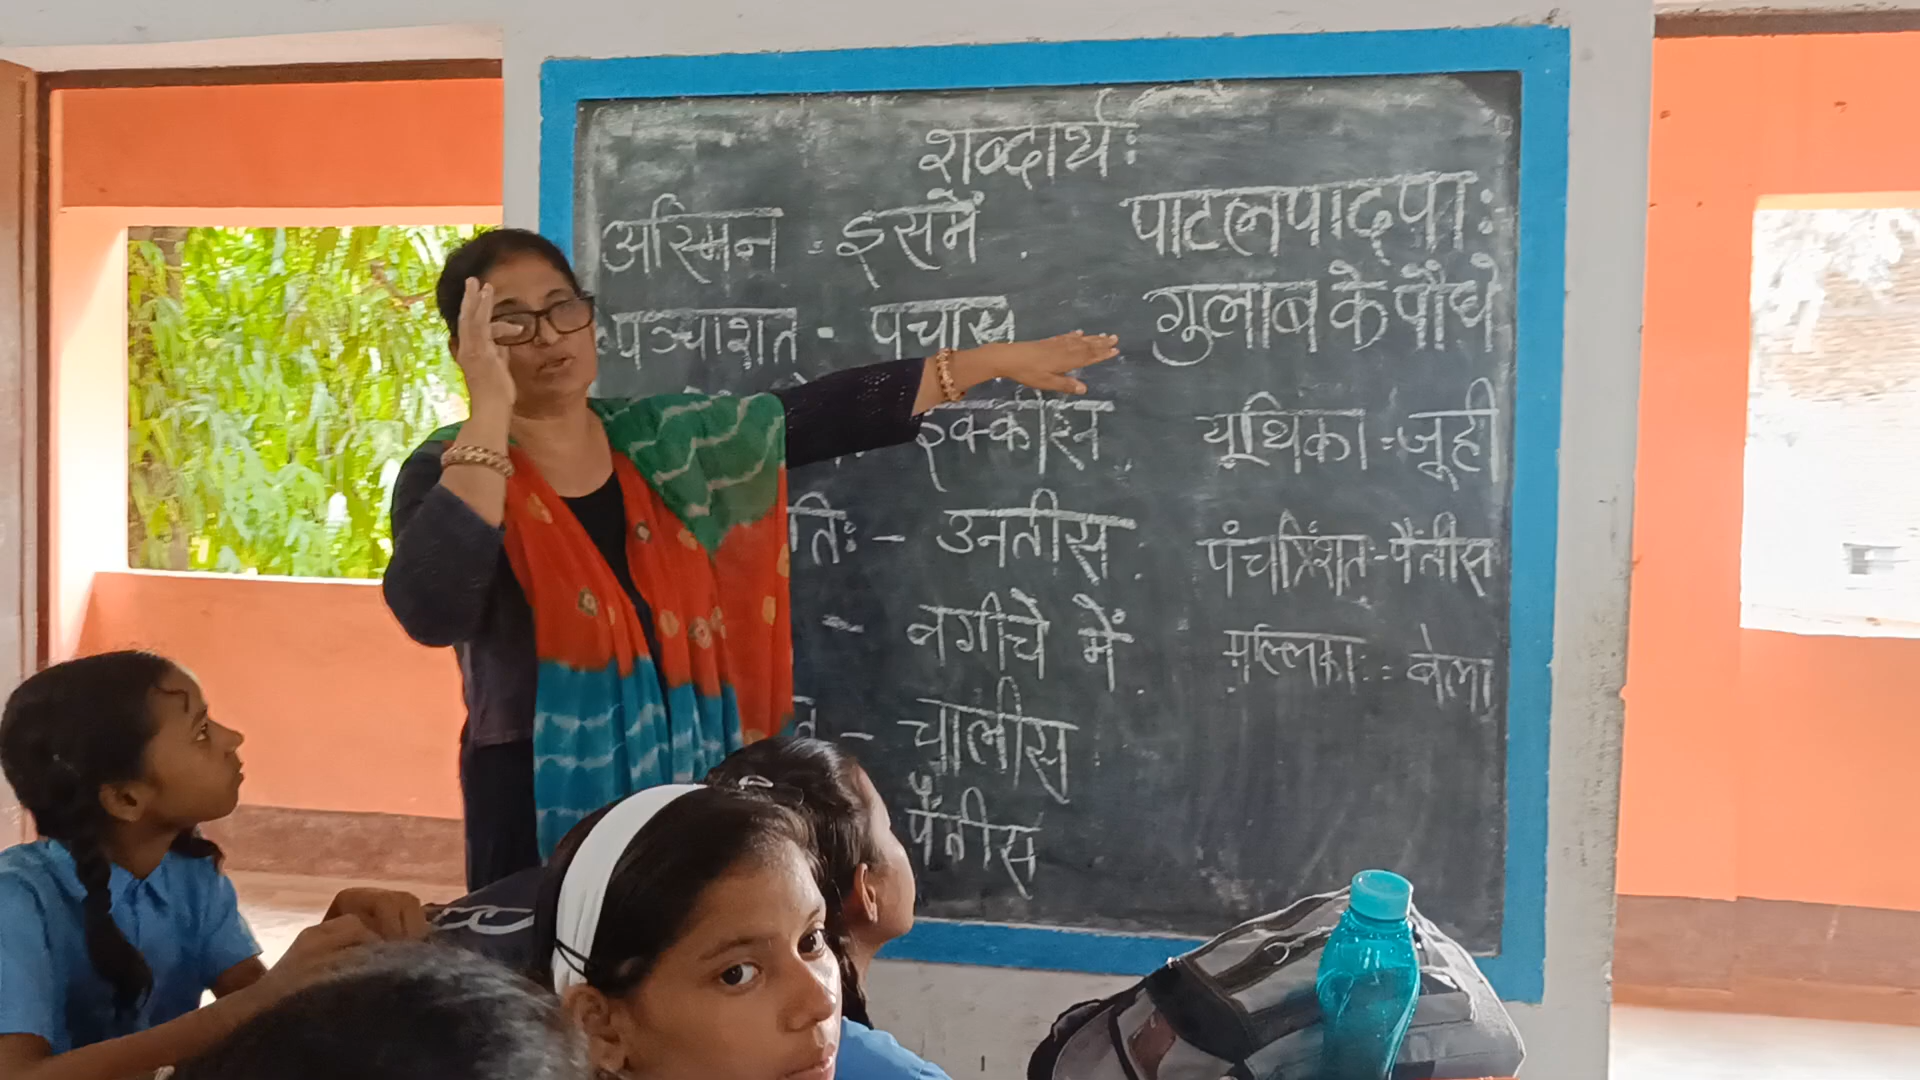 शब्दार्थः
अस्मिन - इसमें
पञ्चाशत - पचास
इक्कीस
तिः - उनतीस
- बगीचे में
- चालीस
पैंतीस
पाटलपादपाः
गुलाब के पौधे
यूथिका - जूही
पंचत्रिंशत - पैंतीस
मल्लिका - बेला